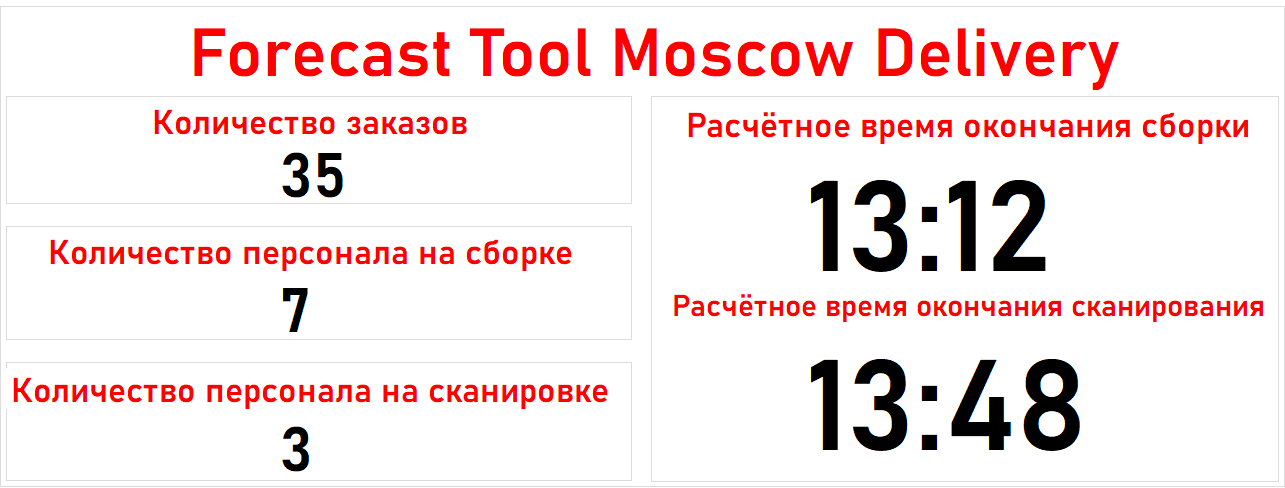 Forecast Tool Moscow Delivery
Количество заказов
35
Количество персонала на сборке
7
Количество персонала на сканировке
3
Расчётное время окончания сборки
13:12
Расчётное время окончания сканирования
13:48